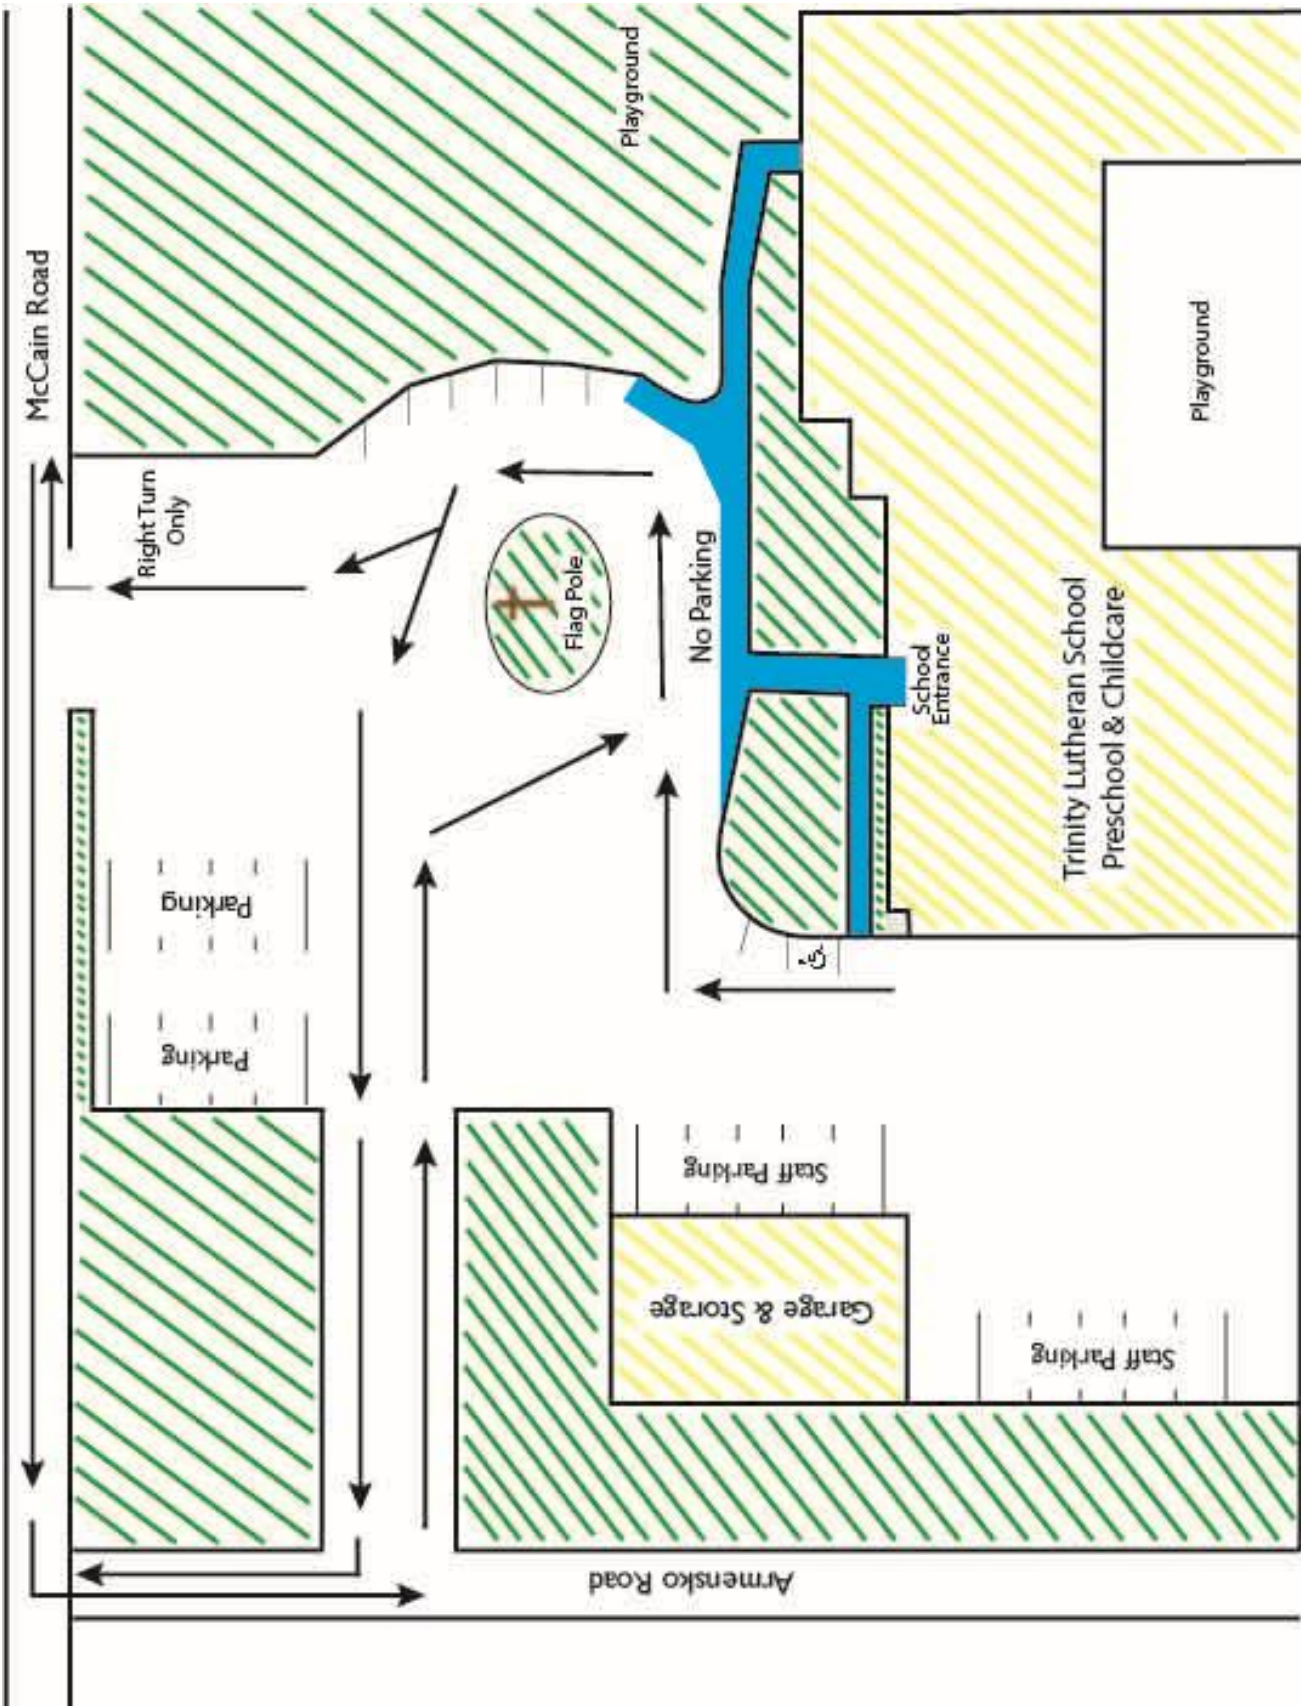 McCain Road
Right Turn
Only
Playground
Flag Pole
No Parking
School
Entrance
Playground
Trinity Lutheran School
Preschool & Childcare
Parking
Parking
Staff Parking
Garage & Storage
Staff Parking
Armensko Road